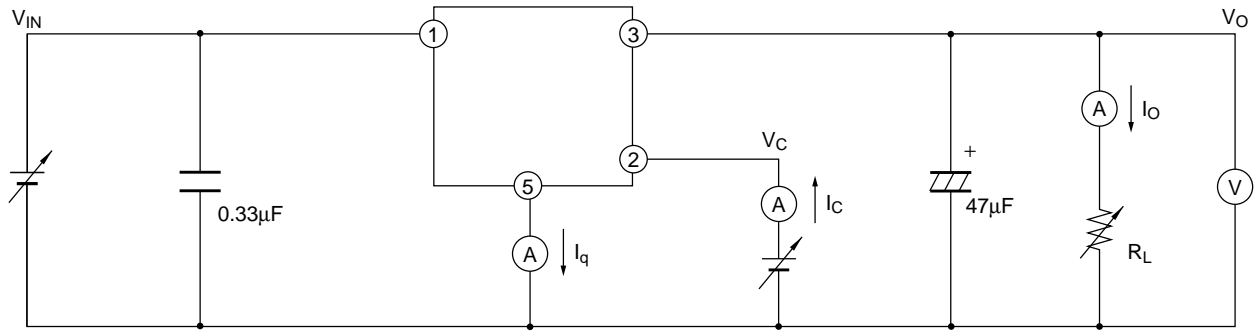 V_IN
V_O
1
3
A
I_O
V_C
2
+
5
A
I_C
V
0.33μF
47μF
A
I_q
R_L